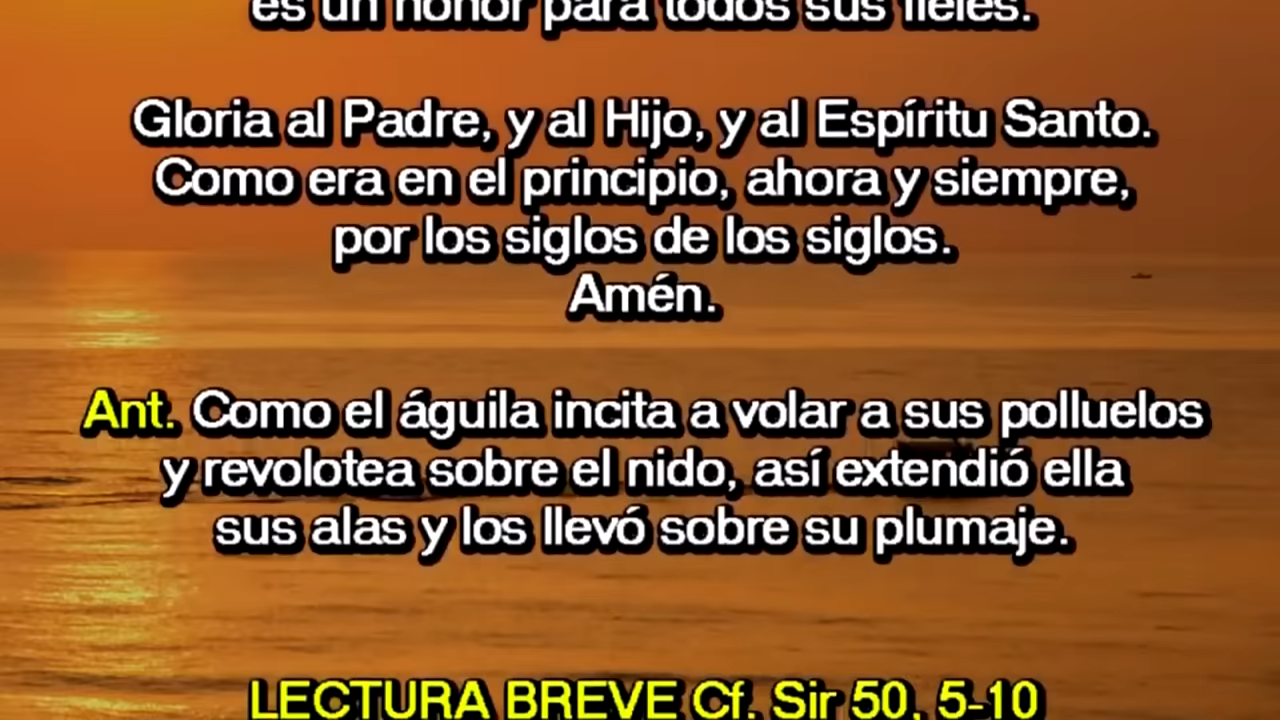 es un honor para todos sus fieles.
Gloria al Padre, y al Hijo, y al Espíritu Santo.
Como era en el principio, ahora y siempre,
por los siglos de los siglos.
Amén.
Ant. Como el águila incita a volar a sus polluelos
y revolotea sobre el nido, así extendió ella
sus alas y los llevó sobre su plumaje.
LECTURA BREVE Cf. Sir 50, 5-10